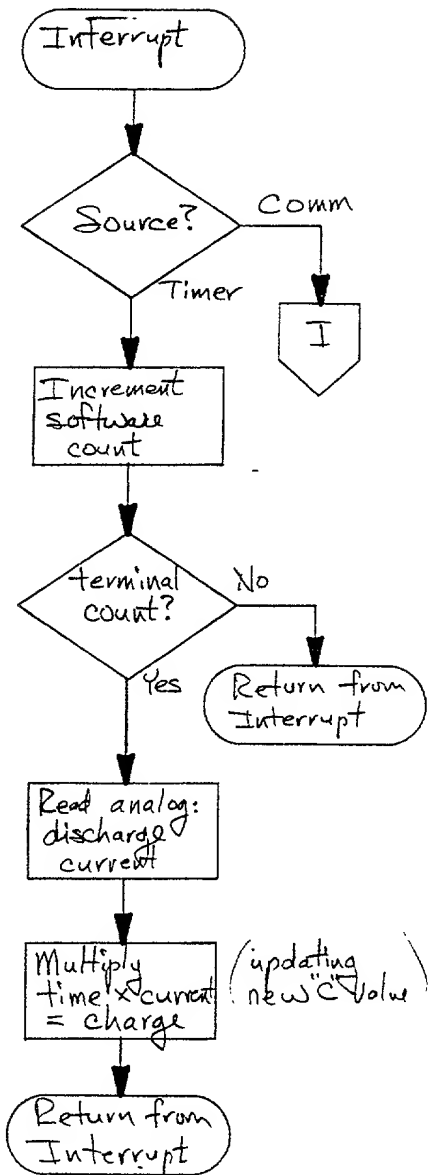 Interrupt
Source?
Comm
Timer
I
Increment
software
count
terminal
count?
No
Yes
Return from
Interrupt
Read analog:
discharge
current
Multiply
time × current
= charge
(updating
new "C" value)
Return from
Interrupt